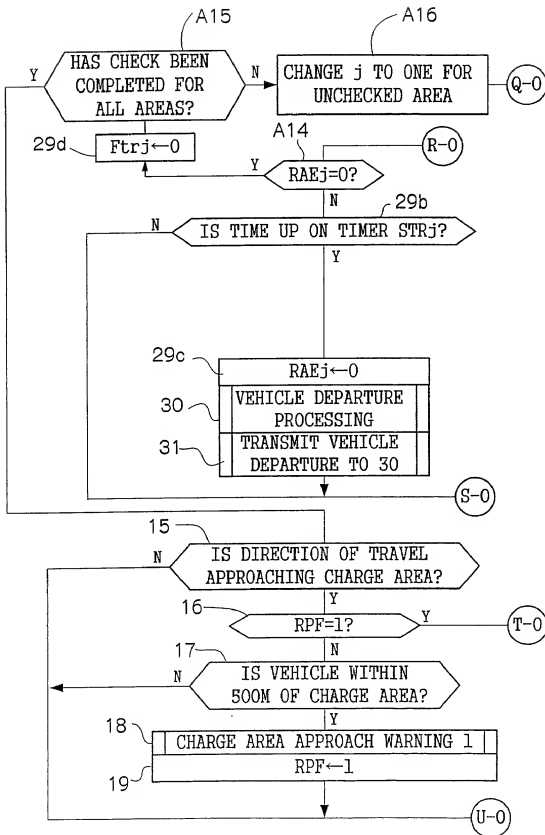 A15
A16
Y
HAS CHECK BEEN
COMPLETED FOR
ALL AREAS?
N
CHANGE j TO ONE FOR
UNCHECKED AREA
Q-0
29d
Ftrj←0
A14
R-0
Y
RAEj=0?
N
29b
N
IS TIME UP ON TIMER STRj?
Y
29c
RAEj←0
30
VEHICLE DEPARTURE
PROCESSING
31
TRANSMIT VEHICLE
DEPARTURE TO 30
S-0
15
N
IS DIRECTION OF TRAVEL
APPROACHING CHARGE AREA?
Y
16
RPF=1?
Y
T-0
N
17
N
IS VEHICLE WITHIN
500M OF CHARGE AREA?
Y
18
CHARGE AREA APPROACH WARNING 1
19
RPF←1
U-0